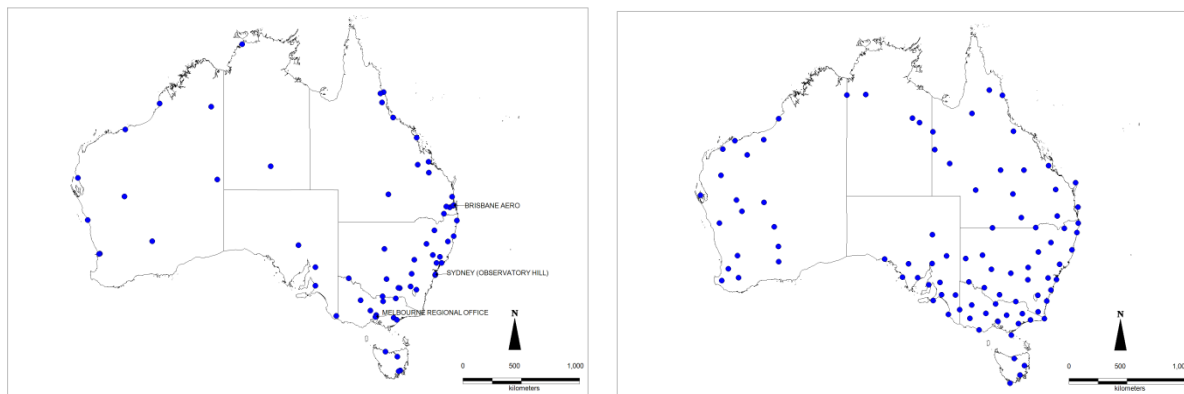 BRISBANE AERO
SYDNEY (OBSERVATORY HILL)
MELBOURNE REGIONAL OFFICE
N
0 500 1,000
kilometers
N
0 500 1,00
kilometers